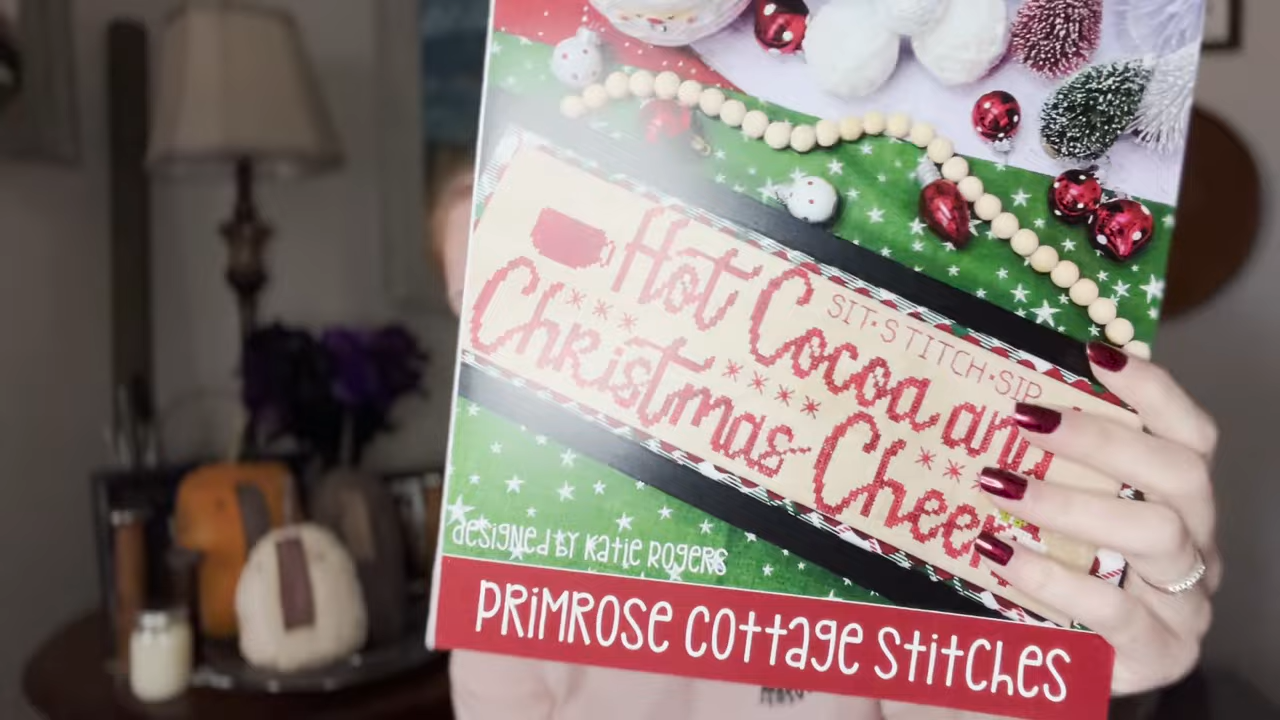 Hot Cocoa and
SIT·STITCH·SIP
Christmas Cheer
designed by Katie Rogers
PRIMROSE COTTAGE STITCHES